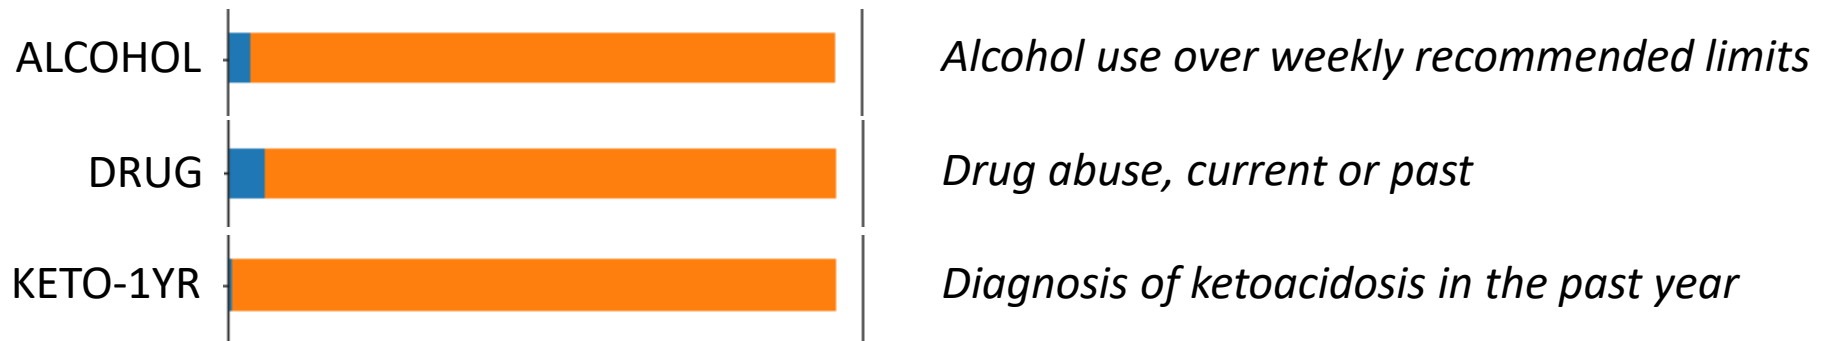 ALCOHOL Alcohol use over weekly recommended limits
DRUG Drug abuse, current or past
KETO-1YR Diagnosis of ketoacidosis in the past year